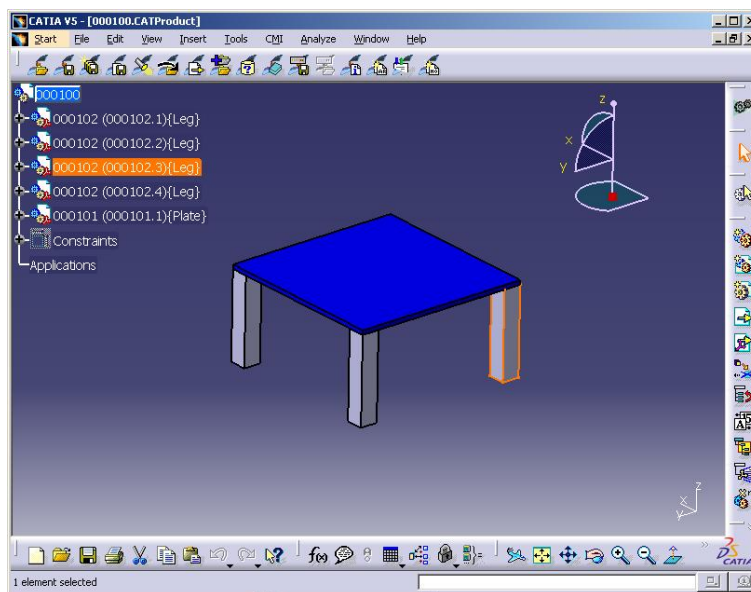 CATIA V5 - [000100.CATProduct]
Start File Edit View Insert Tools CMI Analyze Window Help
000100
000102 (000102.1){Leg}
000102 (000102.2){Leg}
000102 (000102.3){Leg}
000102 (000102.4){Leg}
000101 (000101.1){Plate}
Constraints
Applications
z
x
y
z
x
y
f(x)
CATIA
1 element selected